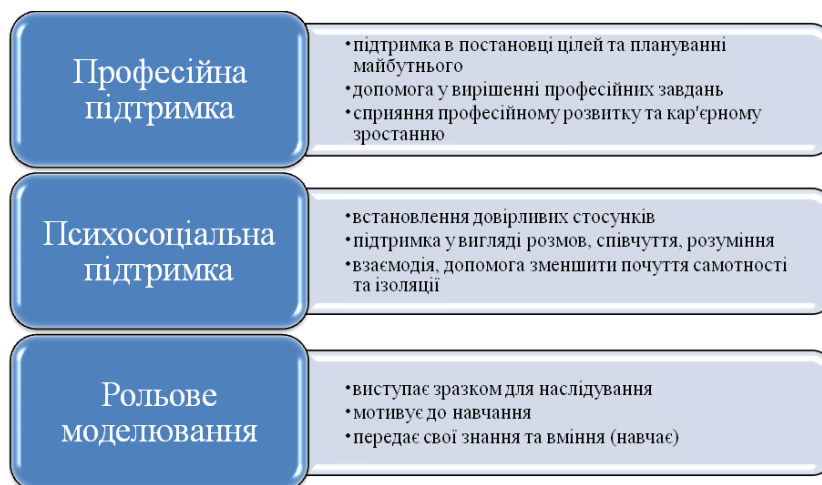 Професійна
підтримка
•підтримка в постановці цілей та плануванні
майбутнього
•допомога у вирішенні професійних завдань
•сприяння професійному розвитку та кар'єрному
зростанню
Психосоціальна
підтримка
•встановлення довірливих стосунків
•підтримка у вигляді розмов, співчуття, розуміння
•взаємодія, допомога зменшити почуття самотності
та ізоляції
Рольове
моделювання
•виступає зразком для наслідування
•мотивує до навчання
•передає свої знання та вміння (навчає)